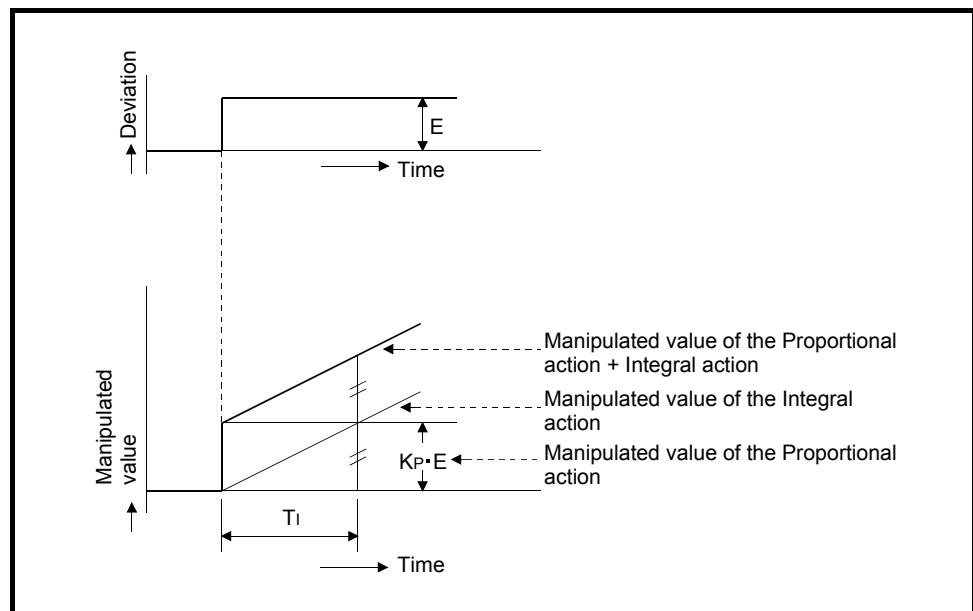 Deviation
E
Time
Manipulated
value
Manipulated value of the Proportional
action + Integral action
Manipulated value of the Integral
action
KP·E
Manipulated value of the Proportional
action
TI
Time